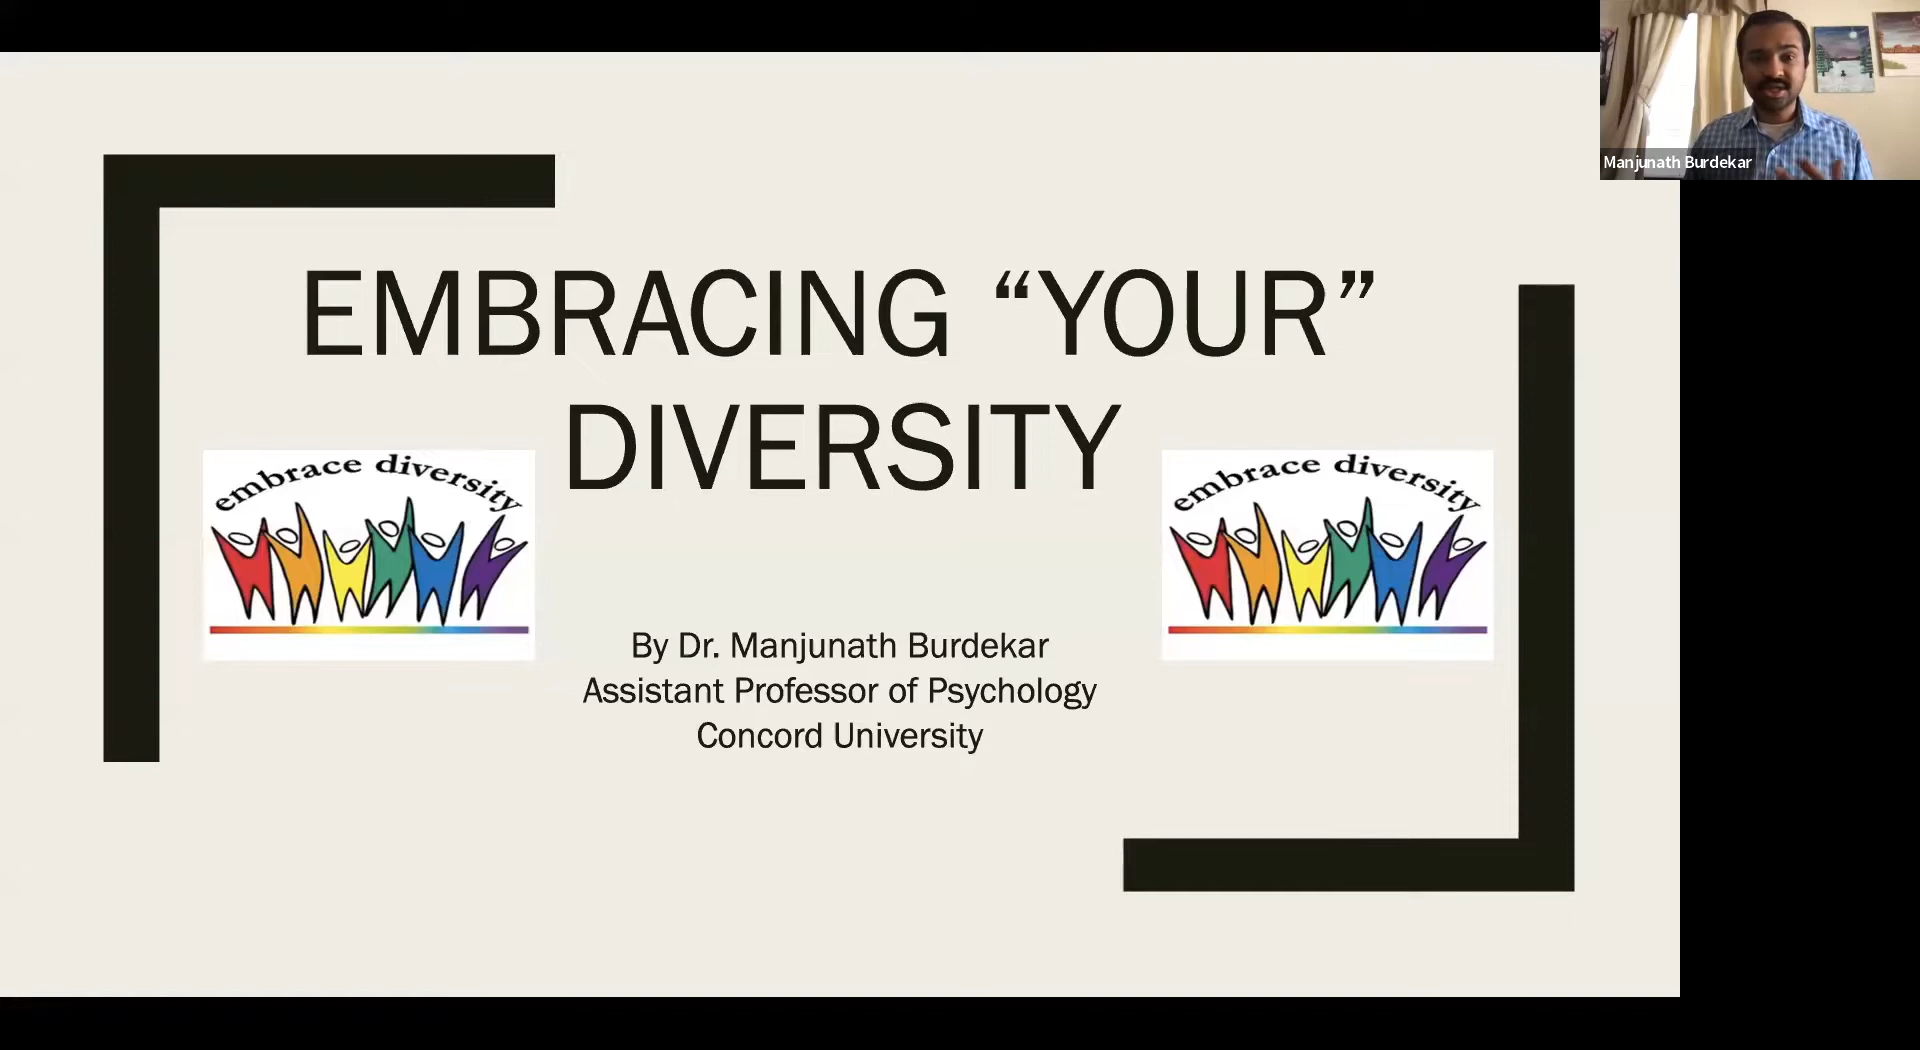 Manjunath Burdekar
EMBRACING “YOUR”
DIVERSITY
embrace diversity
embrace diversity
By Dr. Manjunath Burdekar
Assistant Professor of Psychology
Concord University